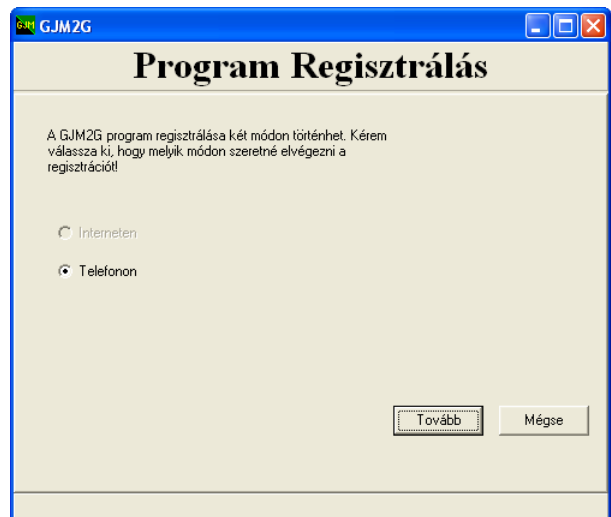 GJM GJM2G
Program Regisztrálás
A GJM2G program regisztrálása két módon történhet. Kérem
válassza ki, hogy melyik módon szeretné elvégezni a
regisztrációt!
Interneten
Telefonon
Tovább Mégse